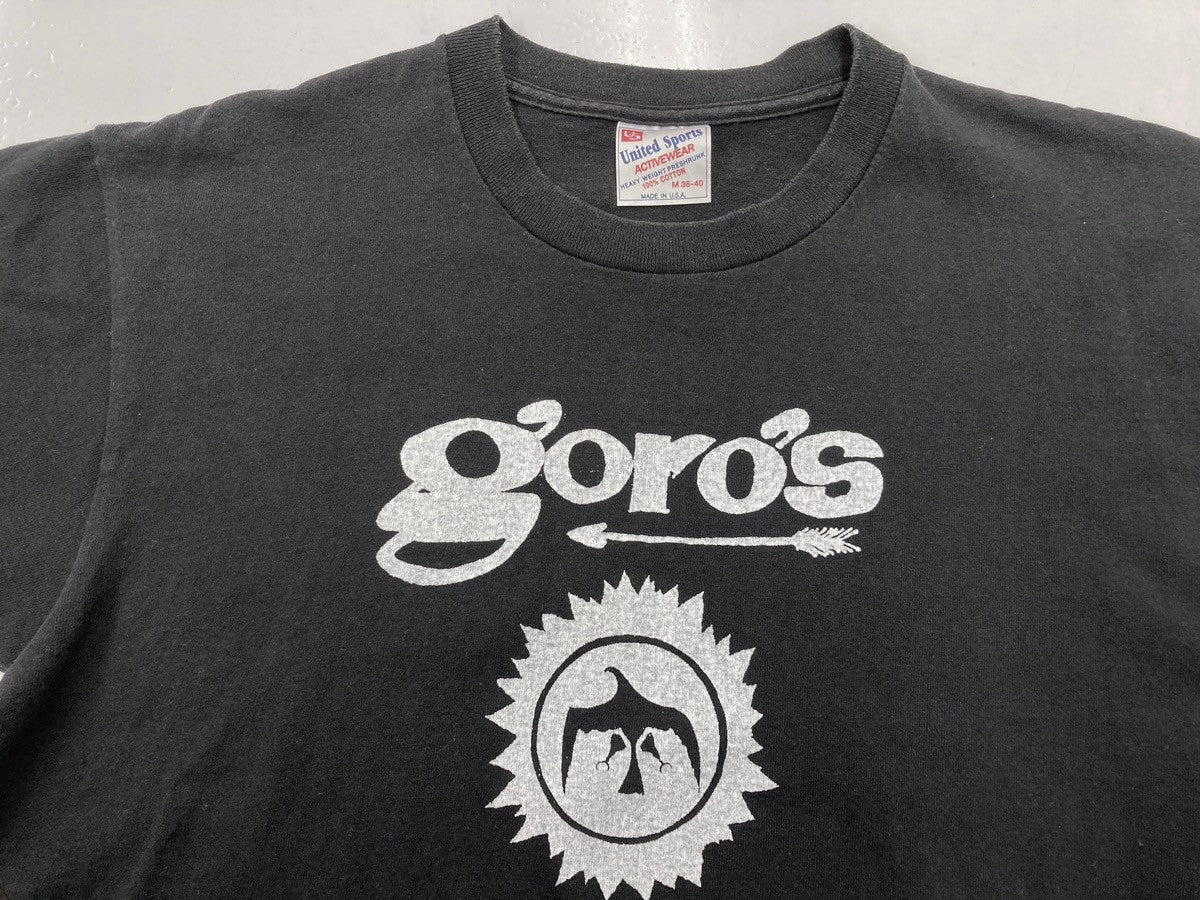 United Sports
ACTIVEWEAR
HEAVY WEIGHT PRESHRUNK
100% COTTON
M 38-40
MADE IN U.S.A.
goro's